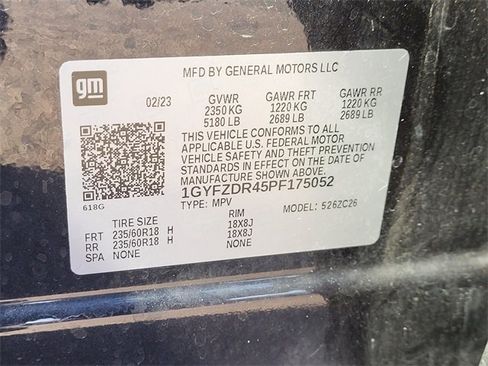 gm
MFD BY GENERAL MOTORS LLC
02/23 GVWR GAWR FRT GAWR RR
2350 KG 1220 KG 1220 KG
5180 LB 2689 LB 2689 LB
THIS VEHICLE CONFORMS TO ALL
APPLICABLE U.S. FEDERAL MOTOR
VEHICLE SAFETY AND THEFT PREVENTION
STANDARDS IN EFFECT ON THE DATE OF
MANUFACTURE SHOWN ABOVE.
1GYFZDR45PF175052
618G TYPE: MPV MODEL: 526ZC26
TIRE SIZE RIM
FRT 235/60R18 H 18X8J
RR 235/60R18 H 18X8J
SPA NONE NONE